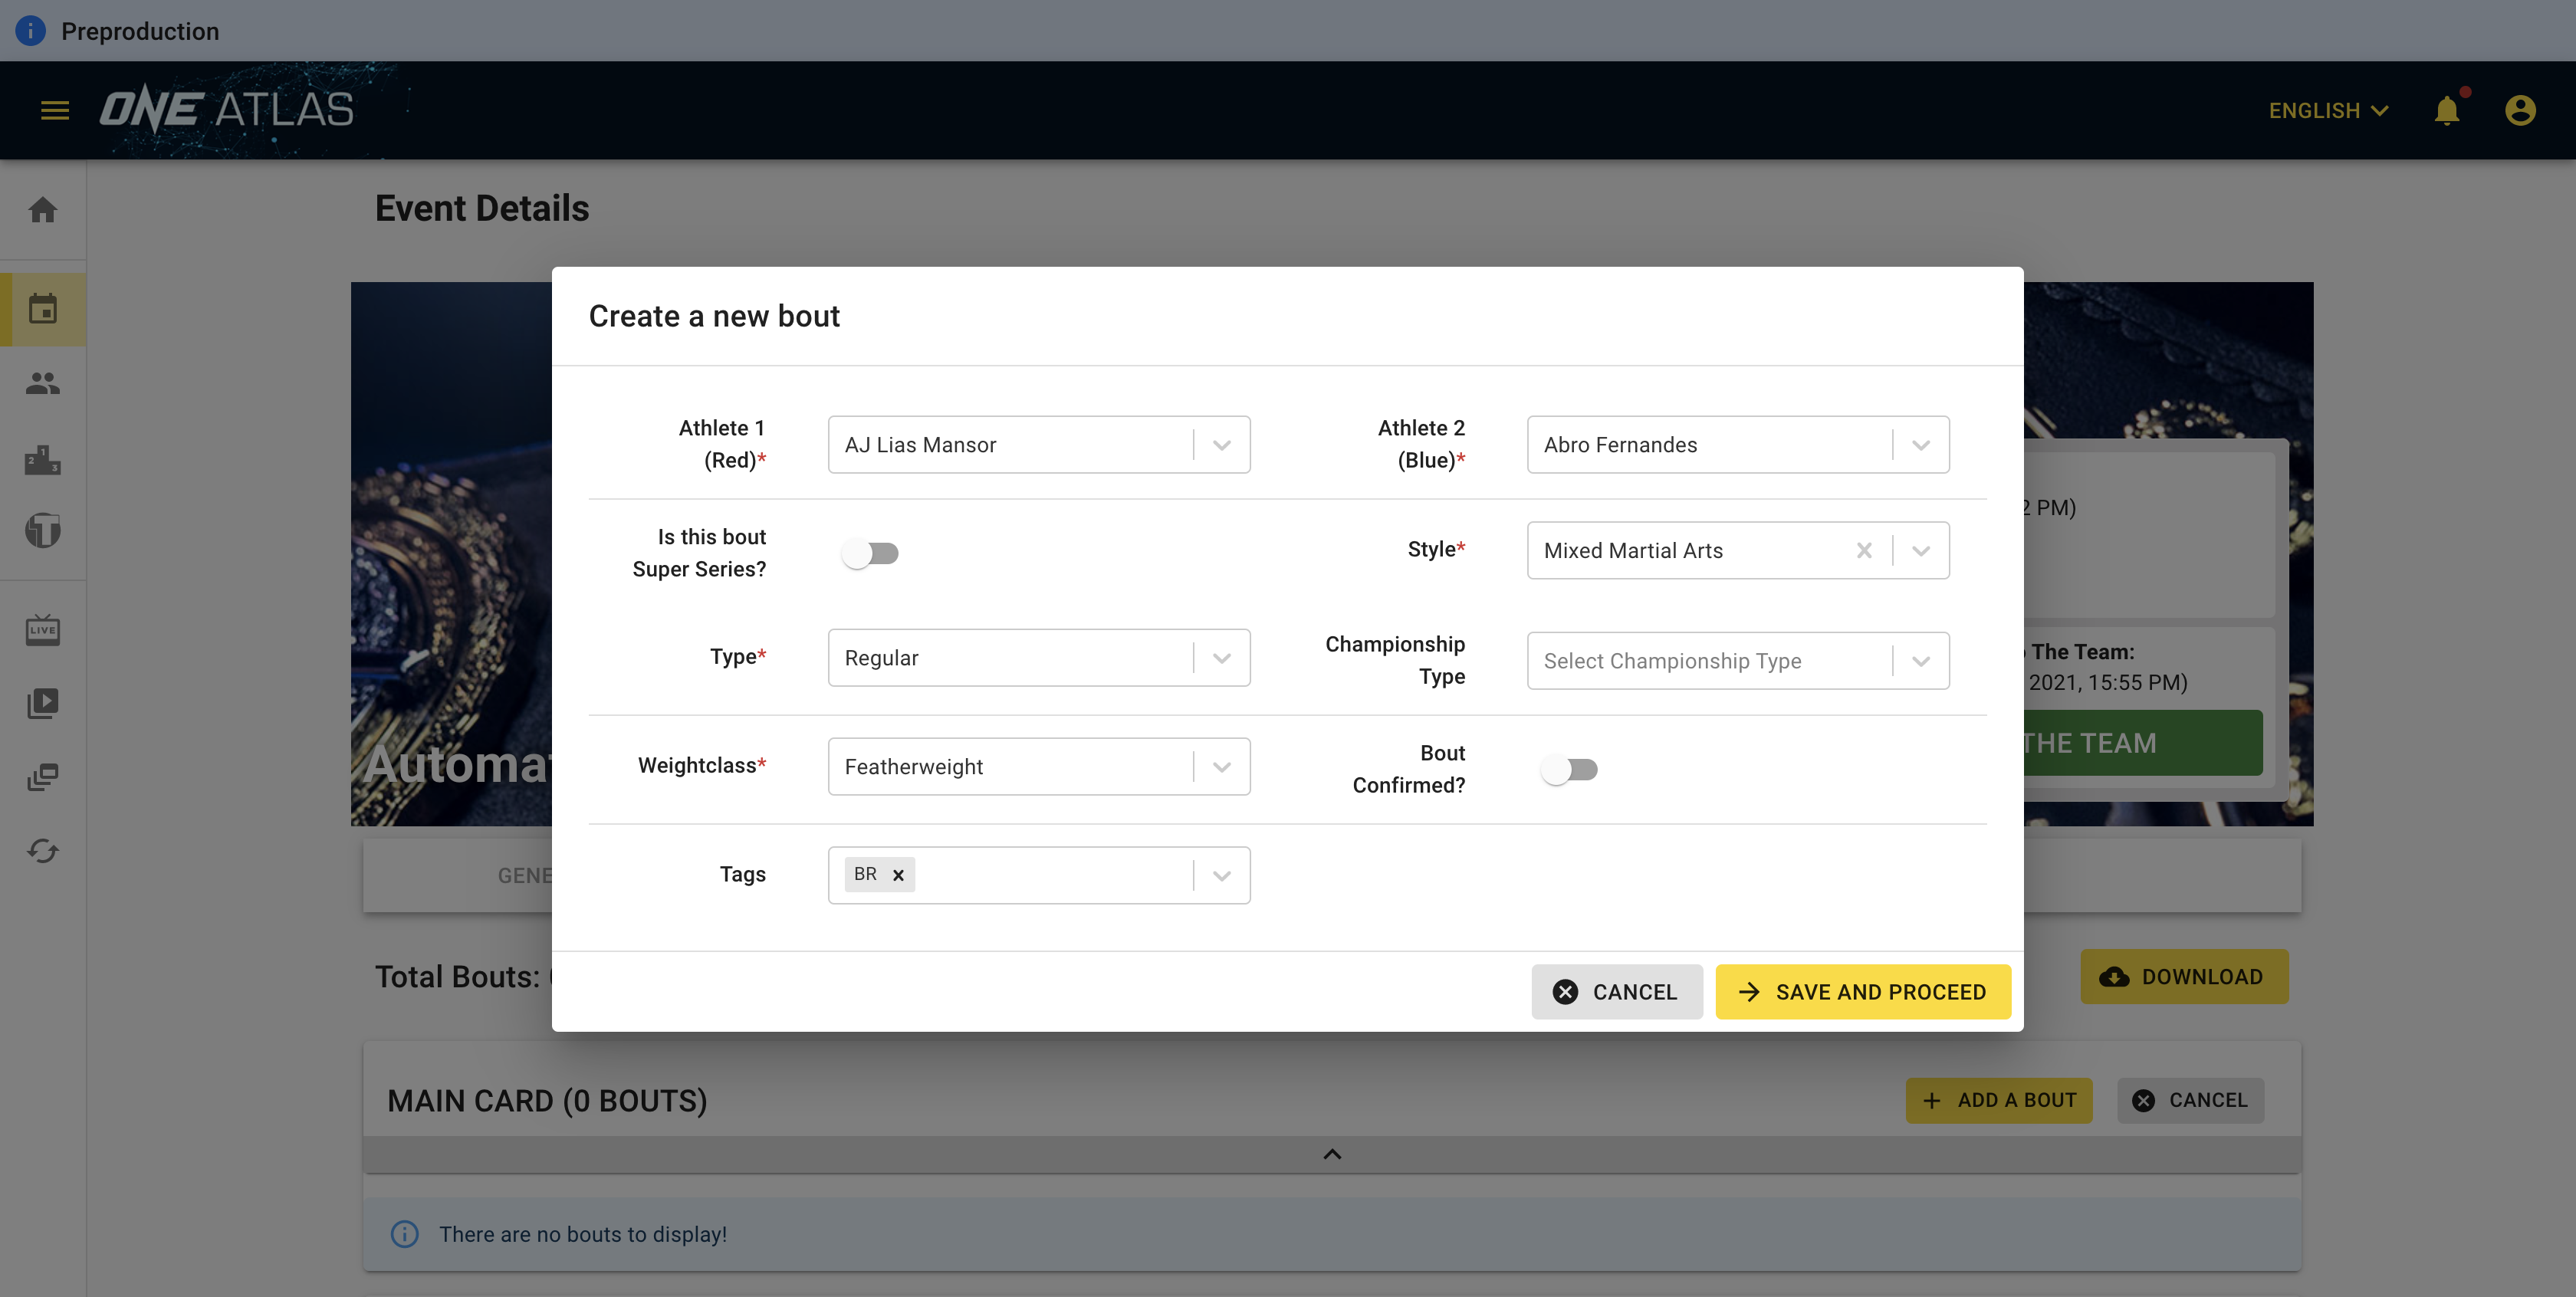 Preproduction
ONE ATLAS
ENGLISH
Event Details
Create a new bout
Athlete 1
(Red)*
AJ Lias Mansor
Athlete 2
(Blue)*
Abro Fernandes
2 PM)
Is this bout
Super Series?
Style*
Mixed Martial Arts
LIVE
Type*
Regular
Championship
Type
Select Championship Type
The Team:
2021, 15:55 PM)
THE TEAM
Automa
Weightclass*
Featherweight
Bout
Confirmed?
Tags
BR
GENE
Total Bouts:
CANCEL
SAVE AND PROCEED
DOWNLOAD
MAIN CARD (0 BOUTS)
ADD A BOUT
CANCEL
There are no bouts to display!